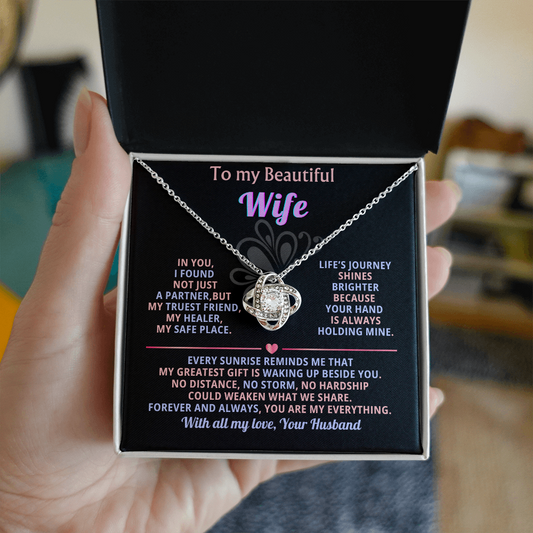 To my Beautiful
Wife
IN YOU,
I FOUND
NOT JUST
A PARTNER,BUT
MY TRUEST FRIEND,
MY HEALER,
MY SAFE PLACE.
LIFE'S JOURNEY
SHINES
BRIGHTER
BECAUSE
YOUR HAND
IS ALWAYS
HOLDING MINE.
EVERY SUNRISE REMINDS ME THAT
MY GREATEST GIFT IS WAKING UP BESIDE YOU.
NO DISTANCE, NO STORM, NO HARDSHIP
COULD WEAKEN WHAT WE SHARE.
FOREVER AND ALWAYS, YOU ARE MY EVERYTHING.
With all my love, Your Husband